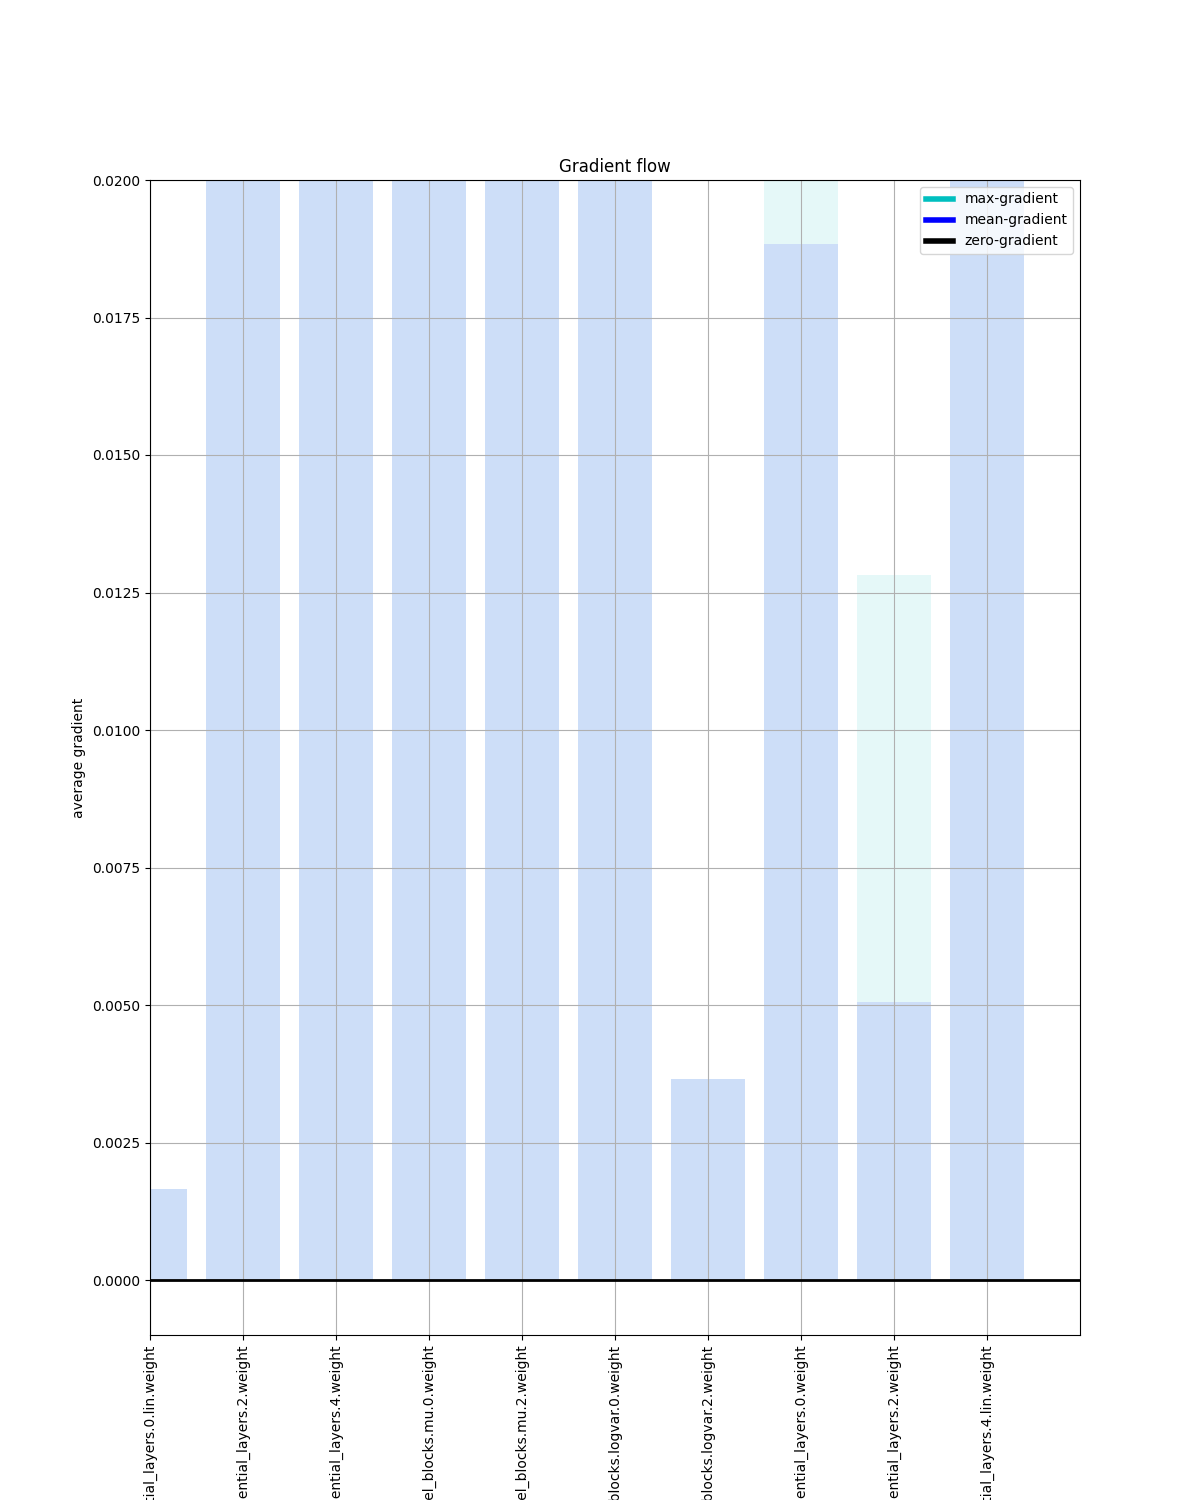 Gradient flow
max-gradient
mean-gradient
zero-gradient
0.0200
0.0175
0.0150
0.0125
0.0100
0.0075
0.0050
0.0025
0.0000
average gradient
tial_layers.0.lin.weight
ential_layers.2.weight
ential_layers.4.weight
el_blocks.mu.0.weight
el_blocks.mu.2.weight
blocks.logvar.0.weight
blocks.logvar.2.weight
ential_layers.0.weight
ential_layers.2.weight
tial_layers.4.lin.weight